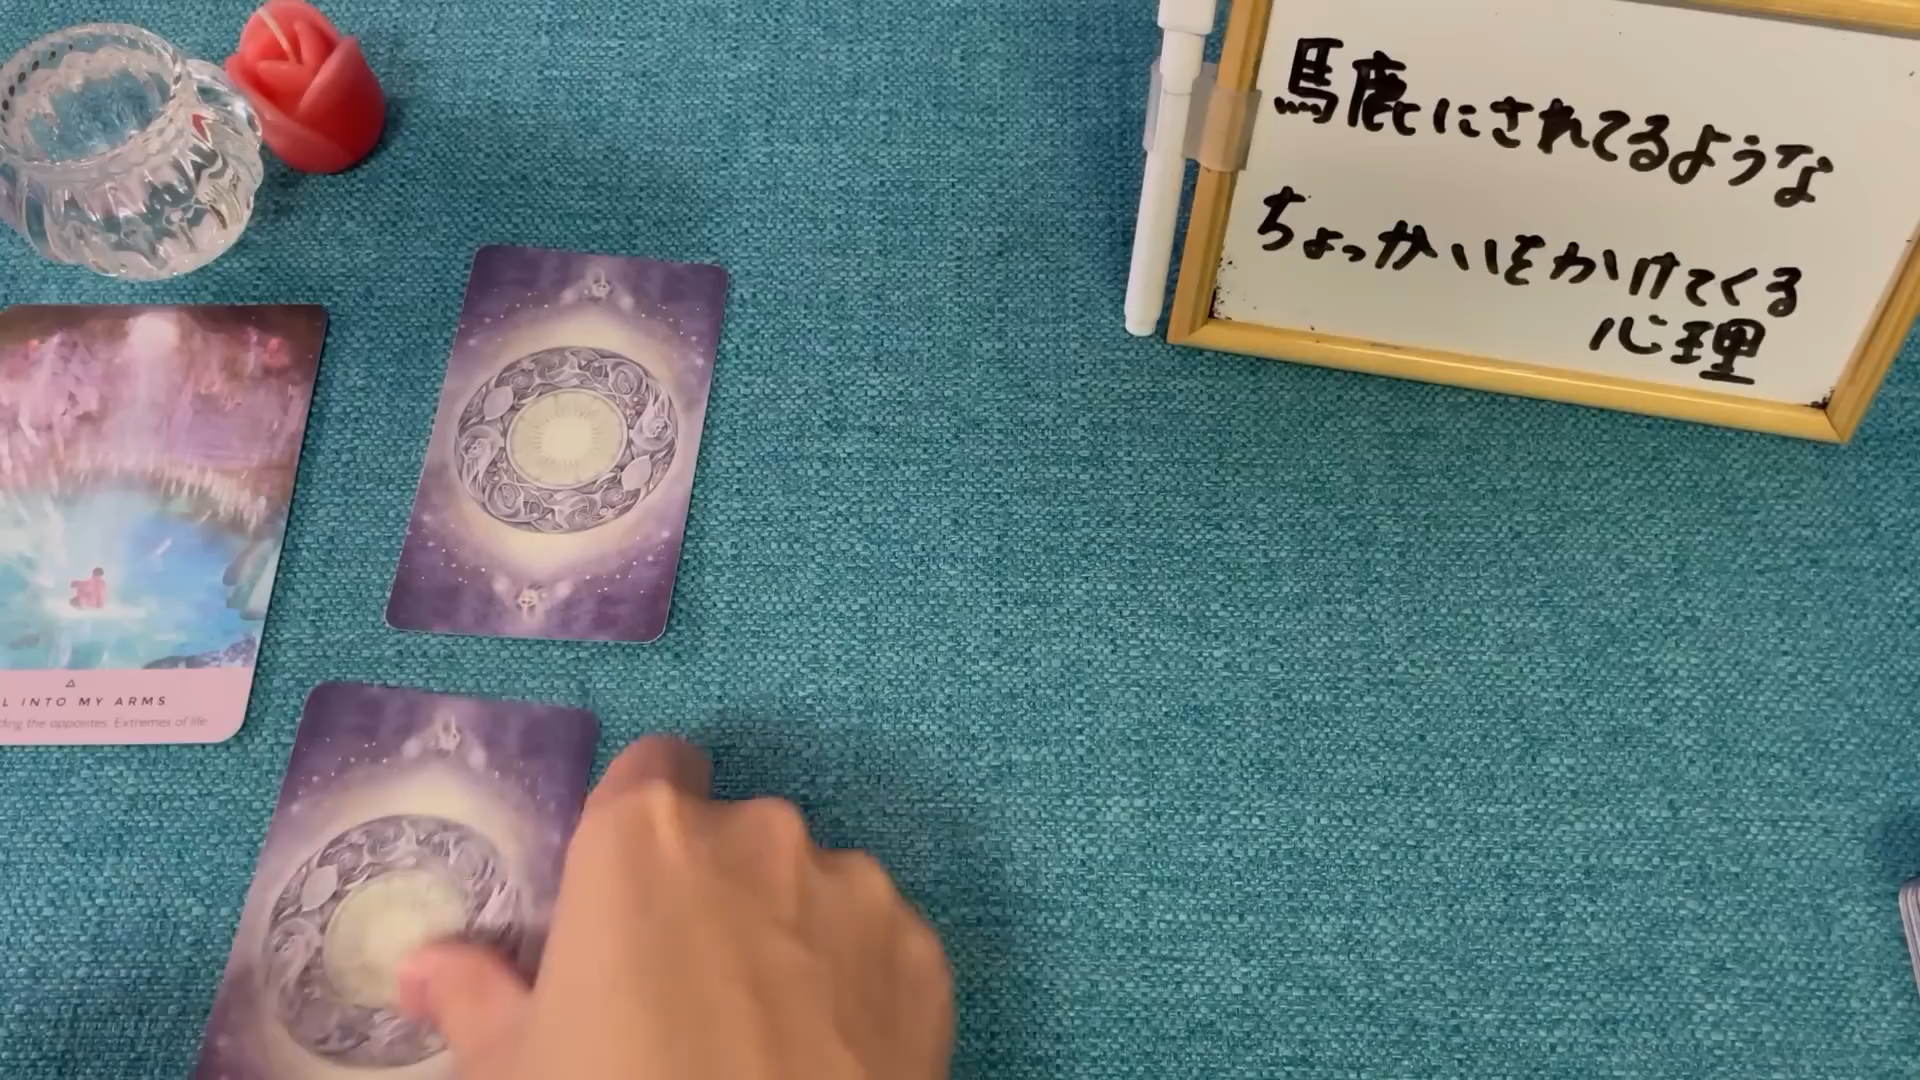 馬鹿にされてるような
ちょっかいをかけてくる
心理
L INTO MY ARMS
ding the opposites. Extremes of life